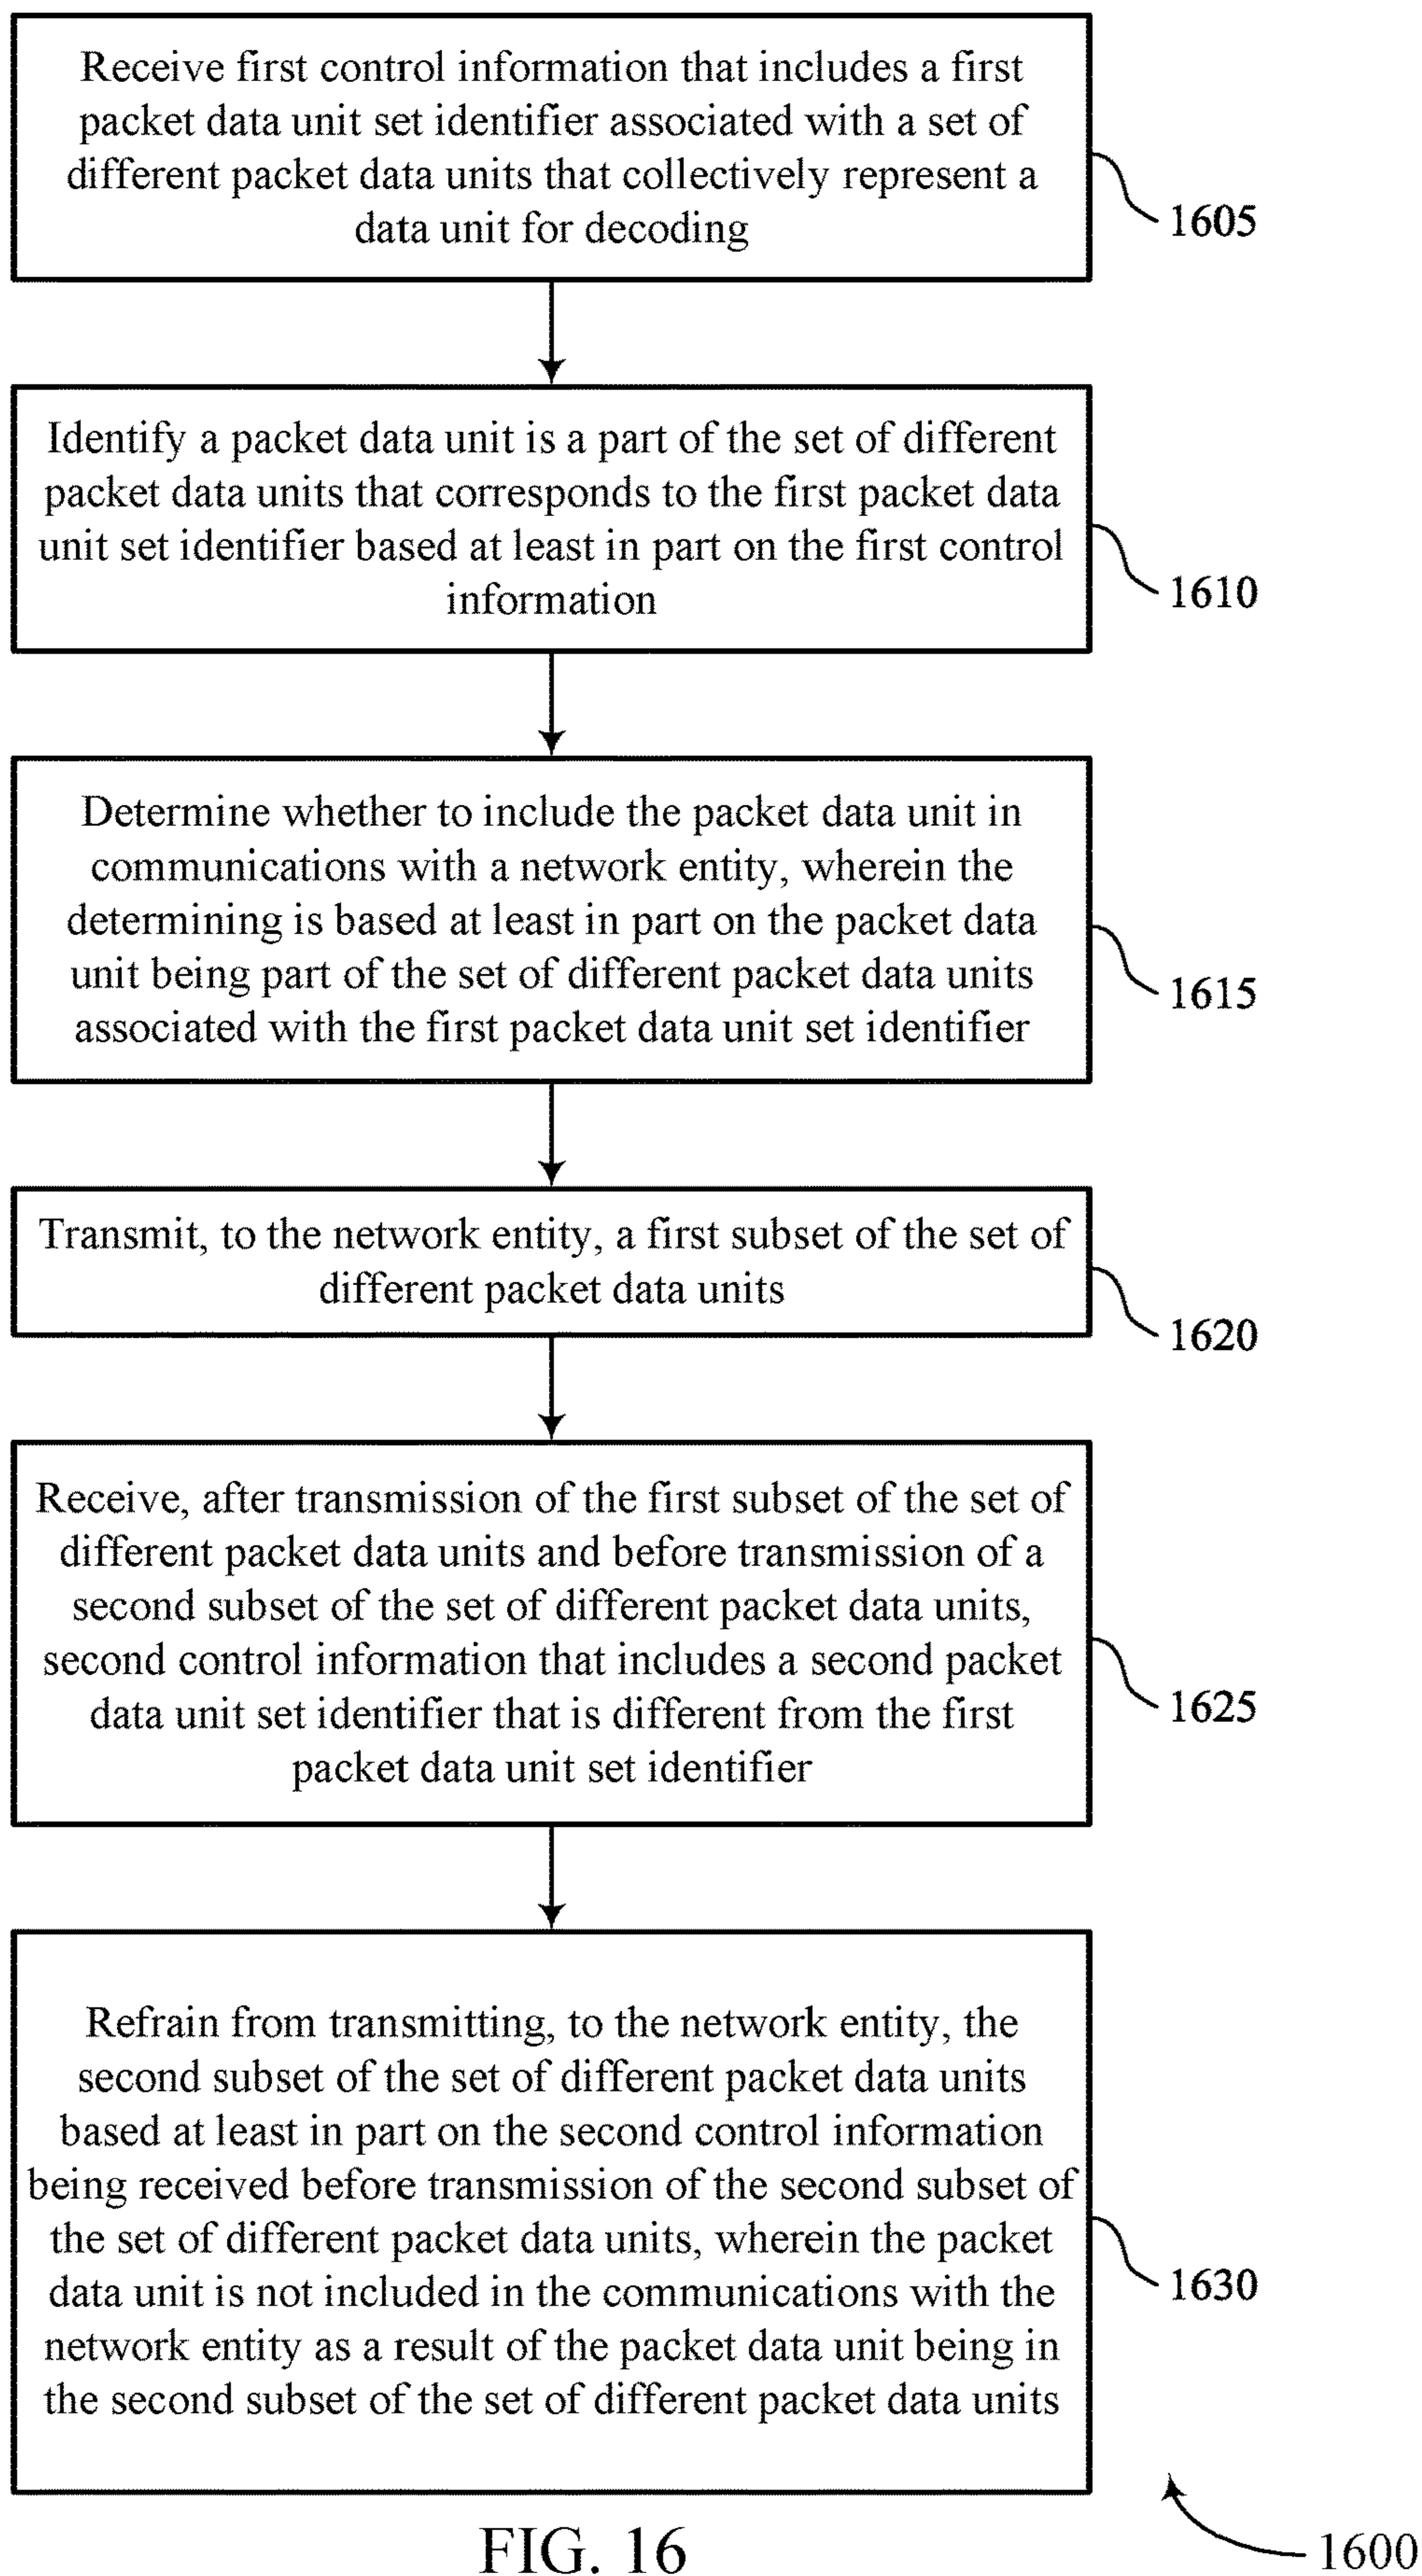 Receive first control information that includes a first
packet data unit set identifier associated with a set of
different packet data units that collectively represent a
data unit for decoding
1605
Identify a packet data unit is a part of the set of different
packet data units that corresponds to the first packet data
unit set identifier based at least in part on the first control
information
1610
Determine whether to include the packet data unit in
communications with a network entity, wherein the
determining is based at least in part on the packet data
unit being part of the set of different packet data units
associated with the first packet data unit set identifier
1615
Transmit, to the network entity, a first subset of the set of
different packet data units
1620
Receive, after transmission of the first subset of the set of
different packet data units and before transmission of a
second subset of the set of different packet data units,
second control information that includes a second packet
data unit set identifier that is different from the first
packet data unit set identifier
1625
Refrain from transmitting, to the network entity, the
second subset of the set of different packet data units
based at least in part on the second control information
being received before transmission of the second subset of
the set of different packet data units, wherein the packet
data unit is not included in the communications with the
network entity as a result of the packet data unit being in
the second subset of the set of different packet data units
1630
FIG. 16
1600